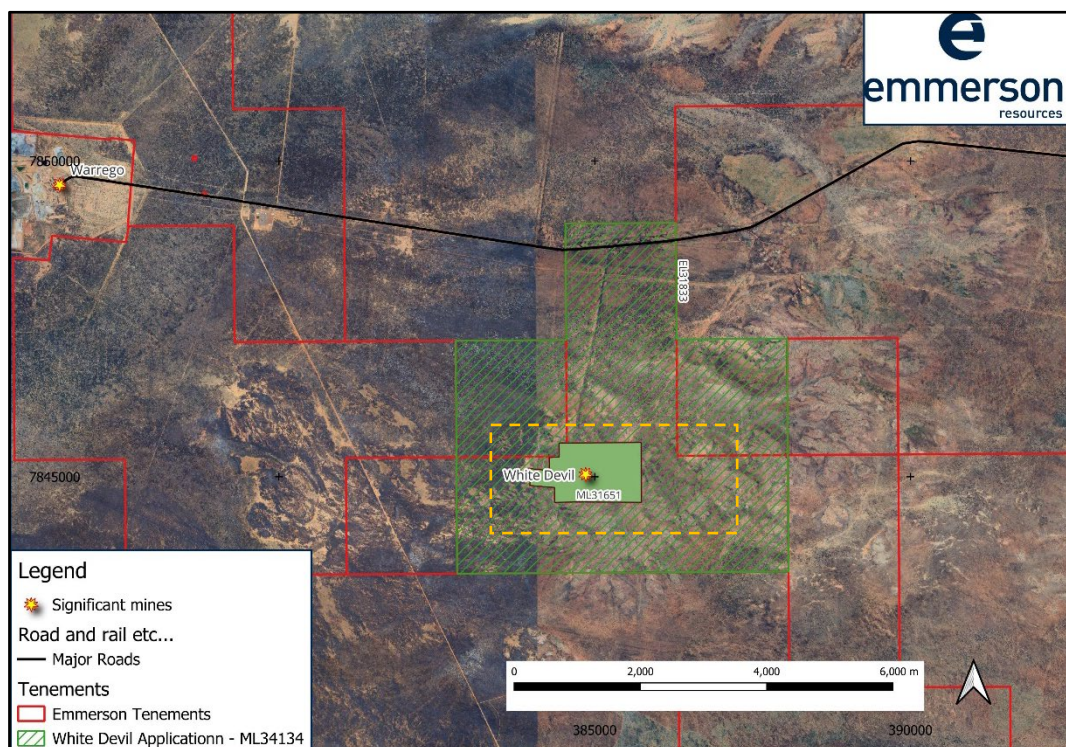 emmerson
resources
7850000
Warrego
EL31833
7845000
White Devil
ML31651
Legend
Significant mines
Road and rail etc...
Major Roads
Tenements
Emmerson Tenements
White Devil Applicationn - ML34134
0 2,000 4,000 6,000 m
385000 390000